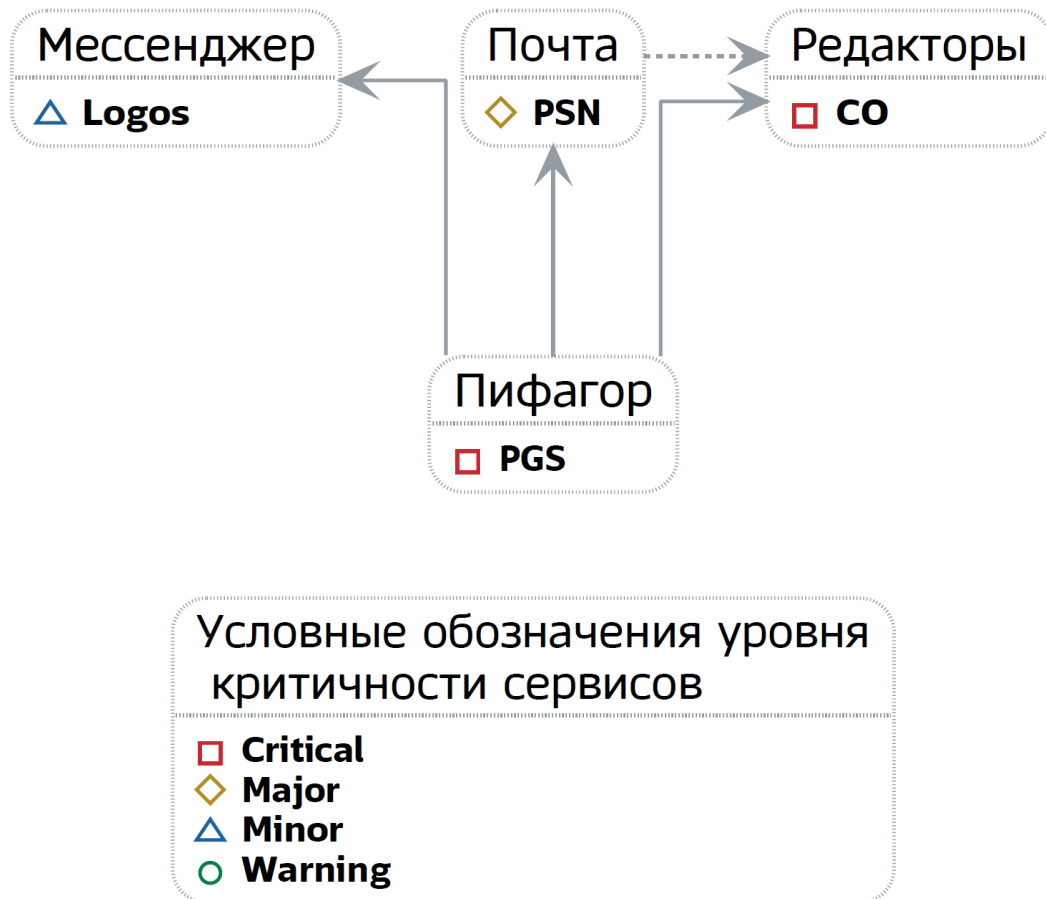 Мессенджер
Logos
Почта
PSN
Редакторы
CO
Пифагор
PGS
Условные обозначения уровня
критичности сервисов
Critical
Major
Minor
Warning